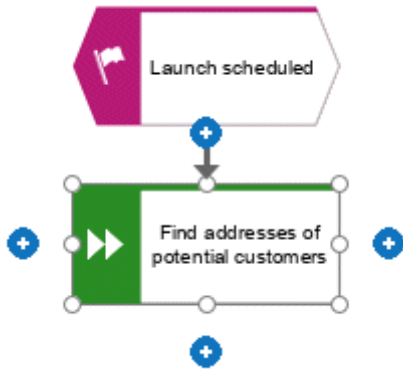 Launch scheduled
Find addresses of
potential customers